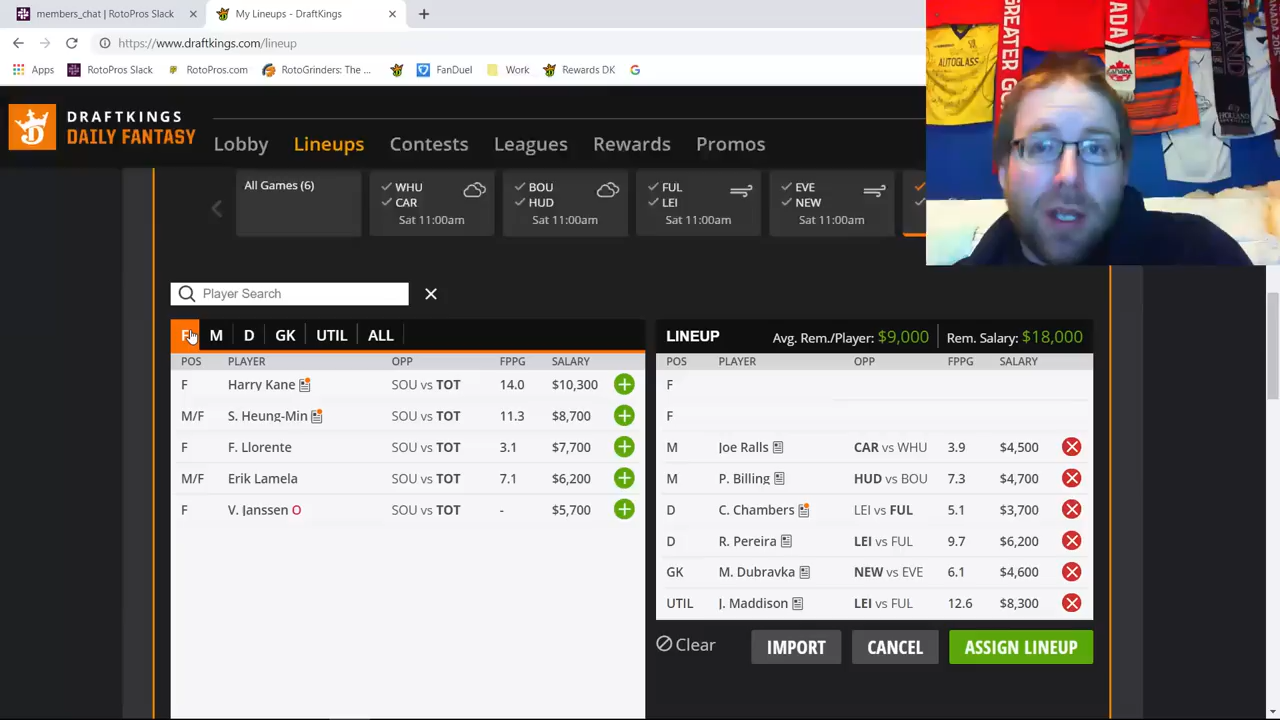 members_chat | RotoPros Slack
My Lineups - DraftKings
https://www.draftkings.com/lineup
Apps
RotoPros Slack
RotoPros.com
RotoGrinders: The ...
FanDuel
Work
Rewards DK
DRAFTKINGS
DAILY FANTASY
Lobby
Lineups
Contests
Leagues
Rewards
Promos
AUTOGLASS
GREATER
All Games (6)
WHU
CAR
Sat 11:00am
BOU
HUD
Sat 11:00am
FUL
LEI
Sat 11:00am
EVE
NEW
Sat 11:00am
Player Search
F M D GK UTIL ALL
POS PLAYER OPP FPPG SALARY
F Harry Kane SOU vs TOT 14.0 $10,300
M/F S. Heung-Min SOU vs TOT 11.3 $8,700
F F. Llorente SOU vs TOT 3.1 $7,700
M/F Erik Lamela SOU vs TOT 7.1 $6,200
F V. Janssen O SOU vs TOT - $5,700
LINEUP Avg. Rem./Player: $9,000 Rem. Salary: $18,000
POS PLAYER OPP FPPG SALARY
F
F
M Joe Ralls CAR vs WHU 3.9 $4,500
M P. Billing HUD vs BOU 7.3 $4,700
D C. Chambers LEI vs FUL 5.1 $3,700
D R. Pereira LEI vs FUL 9.7 $6,200
GK M. Dubravka NEW vs EVE 6.1 $4,600
UTIL J. Maddison LEI vs FUL 12.6 $8,300
Clear
IMPORT
CANCEL
ASSIGN LINEUP